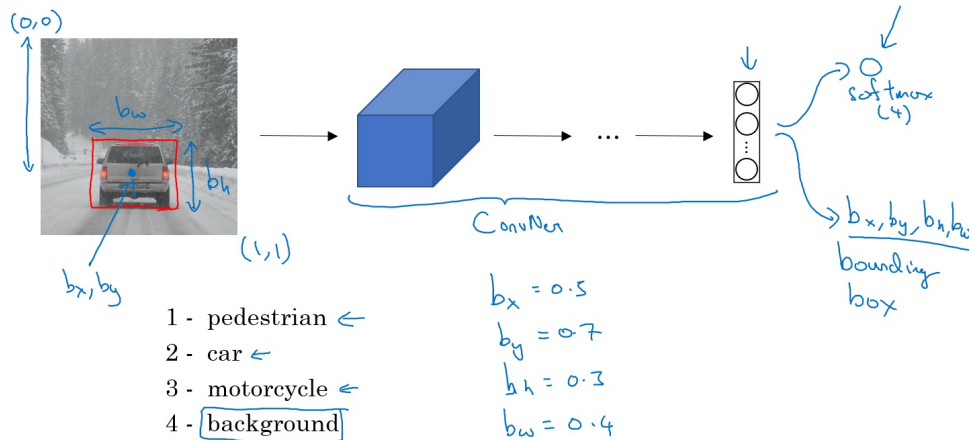 (0,0)
bw
bh
(1,1)
bx, by
...
ConvNet
softmax
(4)
bx, by, bh, bw
bounding
box
1 - pedestrian
2 - car
3 - motorcycle
4 - background
bx = 0.5
by = 0.7
bh = 0.3
bw = 0.4